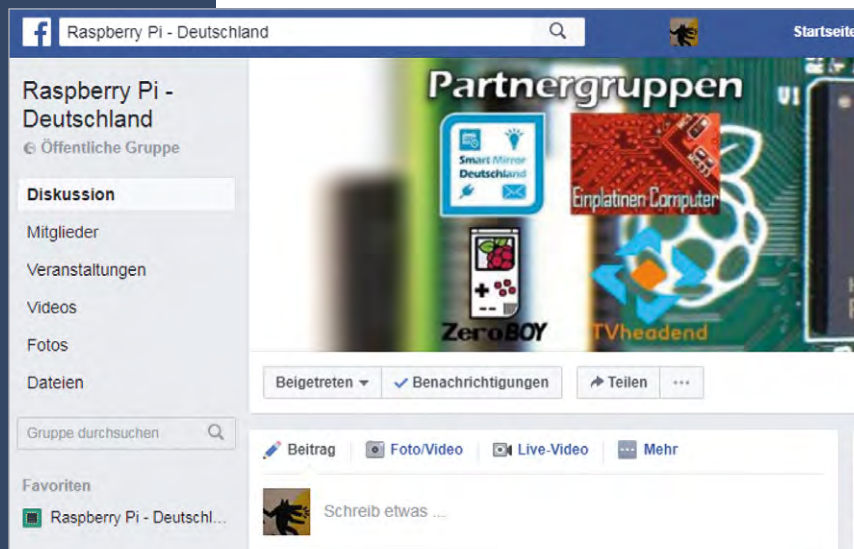 Raspberry Pi - Deutschland
Startseite
Raspberry Pi -
Deutschland
Öffentliche Gruppe
Diskussion
Mitglieder
Veranstaltungen
Videos
Fotos
Dateien
Gruppe durchsuchen
Favoriten
Raspberry Pi - Deutschl...
Partnergruppen
U1
Smart Mirror
Deutschland
Einplatinen Computer
ZeroBOY
TVheadend
Beigetreten
Benachrichtigungen
Teilen
...
Beitrag
Foto/Video
Live-Video
Mehr
Schreib etwas ...